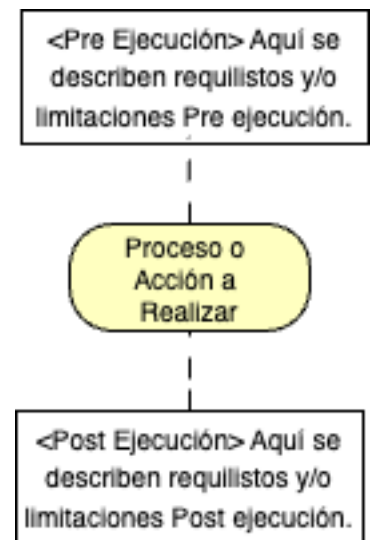 <Pre Ejecución> Aquí se
describen requilistos y/o
limitaciones Pre ejecución.
Proceso o
Acción a
Realizar
<Post Ejecución> Aquí se
describen requilistos y/o
limitaciones Post ejecución.